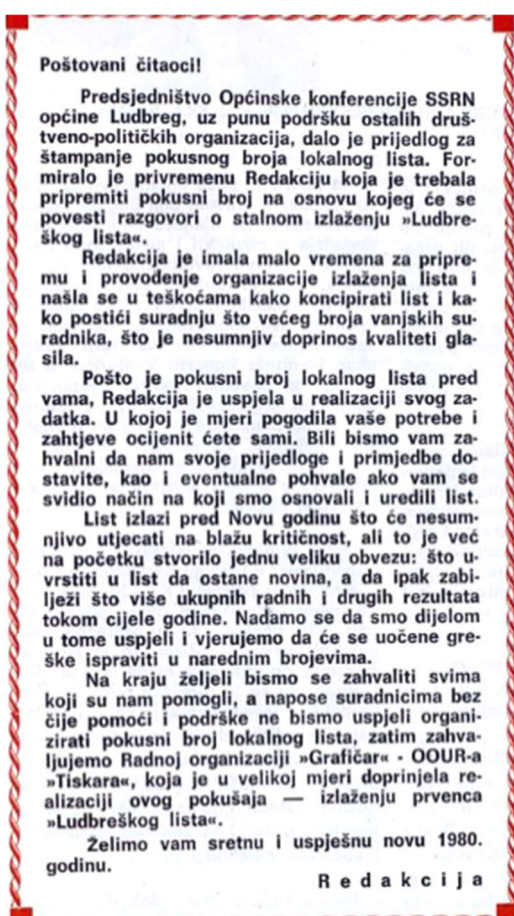 Poštovani čitaoci!
Predsjedništvo Općinske konferencije SSRN
općine Ludbreg, uz punu podršku ostalih druš-
tveno-političkih organizacija, dalo je prijedlog za
štampanje pokusnog broja lokalnog lista. For-
miralo je privremenu Redakciju koja je trebala
pripremiti pokusni broj na osnovu kojeg će se
povesti razgovori o stalnom izlaženju »Ludbre-
škog lista«.
Redakcija je imala malo vremena za pripre-
mu i provođenje organizacije izlaženja lista i
našla se u teškoćama kako koncipirati list i ka-
ko postići suradnju što većeg broja vanjskih su-
radnika, što je nesumnjiv doprinos kvaliteti gla-
sila.
Pošto je pokusni broj lokalnog lista pred
vama, Redakcija je uspjela u realizaciji svog za-
datka. U kojoj je mjeri pogodila vaše potrebe i
zahtjeve ocijenit ćete sami. Bili bismo vam za-
hvalni da nam svoje prijedloge i primjedbe do-
stavite, kao i eventualne pohvale ako vam se
svidio način na koji smo osnovali i uredili list.
List izlazi pred Novu godinu što će nesum-
njivo utjecati na blažu kritičnost, ali to je već
na početku stvorilo jednu veliku obvezu: što u-
vrstiti u list da ostane novina, a da ipak zabi-
lježi što više ukupnih radnih i drugih rezultata
tokom cijele godine. Nadamo se da smo dijelom
u tome uspjeli i vjerujemo da će se uočene gre-
ške ispraviti u narednim brojevima.
Na kraju željeli bismo se zahvaliti svima
koji su nam pomogli, a napose suradnicima bez
čije pomoći i podrške ne bismo uspjeli organi-
zirati pokusni broj lokalnog lista, zatim zahva-
ljujemo Radnoj organizaciji »Grafičar« - OOUR-a
»Tiskara«, koja je u velikoj mjeri doprinjela re-
alizaciji ovog pokušaja — izlaženju prvenca
»Ludbreškog lista«.
Želimo vam sretnu i uspješnu novu 1980.
godinu.
Redakcija